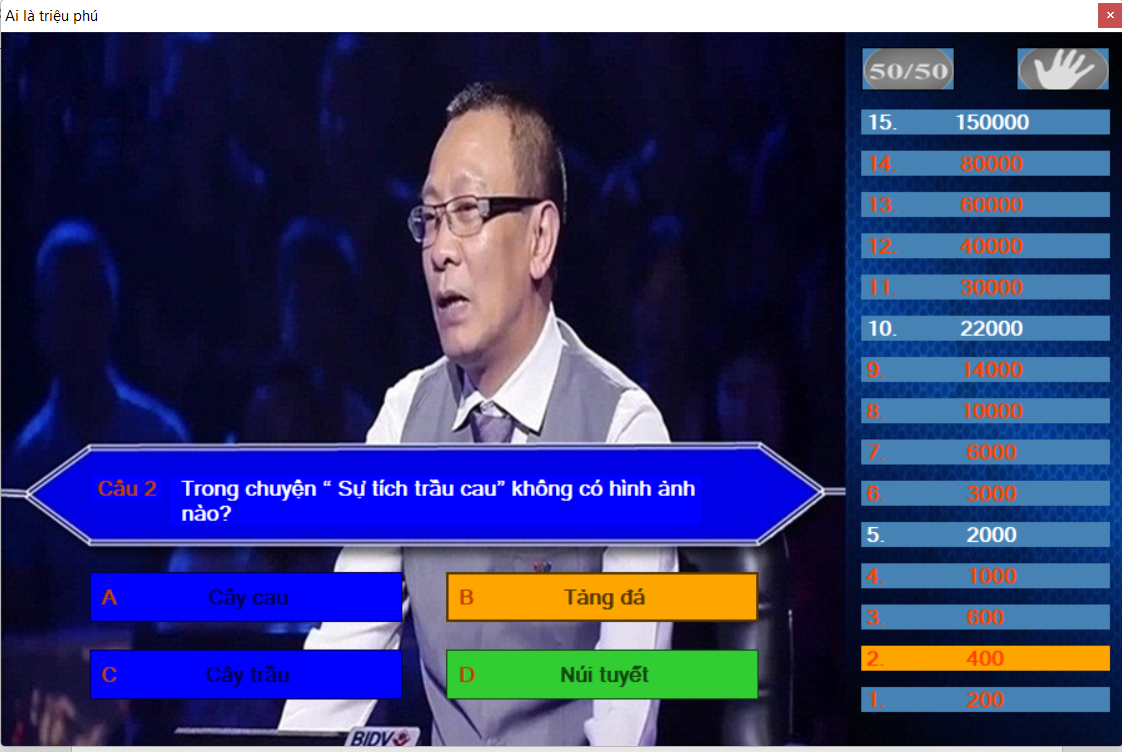 Ai là triệu phú
50/50
15. 150000
14. 80000
13. 60000
12. 40000
11. 30000
10. 22000
9. 14000
8. 10000
7. 6000
6. 3000
5. 2000
4. 1000
3. 600
2. 400
1. 200
Câu 2 Trong chuyện “ Sự tích trầu cau” không có hình ảnh
nào?
A Cây cau
B Tảng đá
C Cây trầu
D Núi tuyết
BIDV